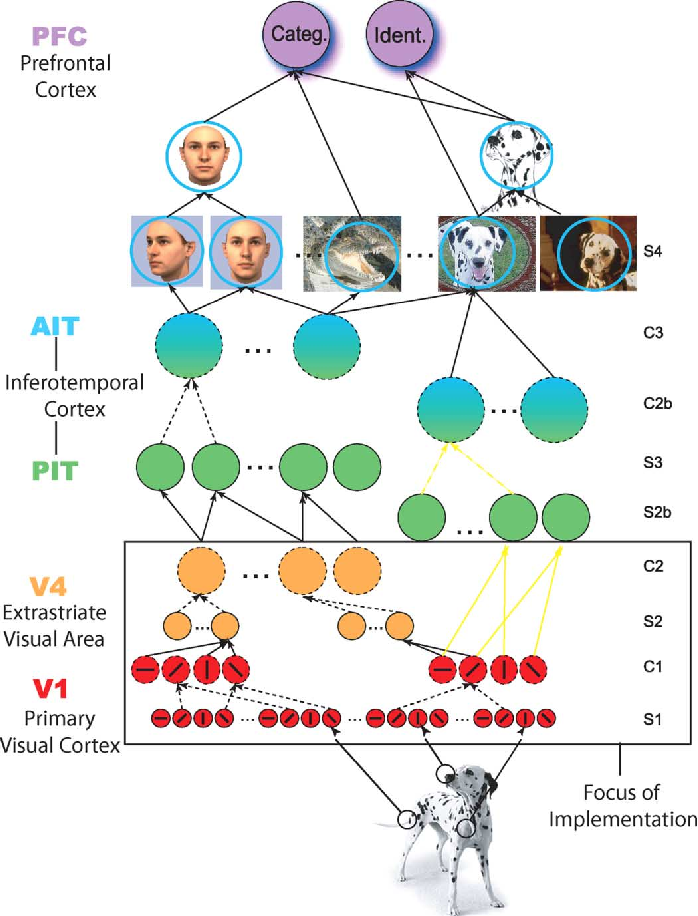 PFC
Prefrontal
Cortex
Categ.
Ident.
S4
AIT
C3
Inferotemporal
Cortex
C2b
PIT
S3
S2b
V4
Extrastriate
Visual Area
C2
S2
V1
Primary
Visual Cortex
C1
S1
Focus of
Implementation